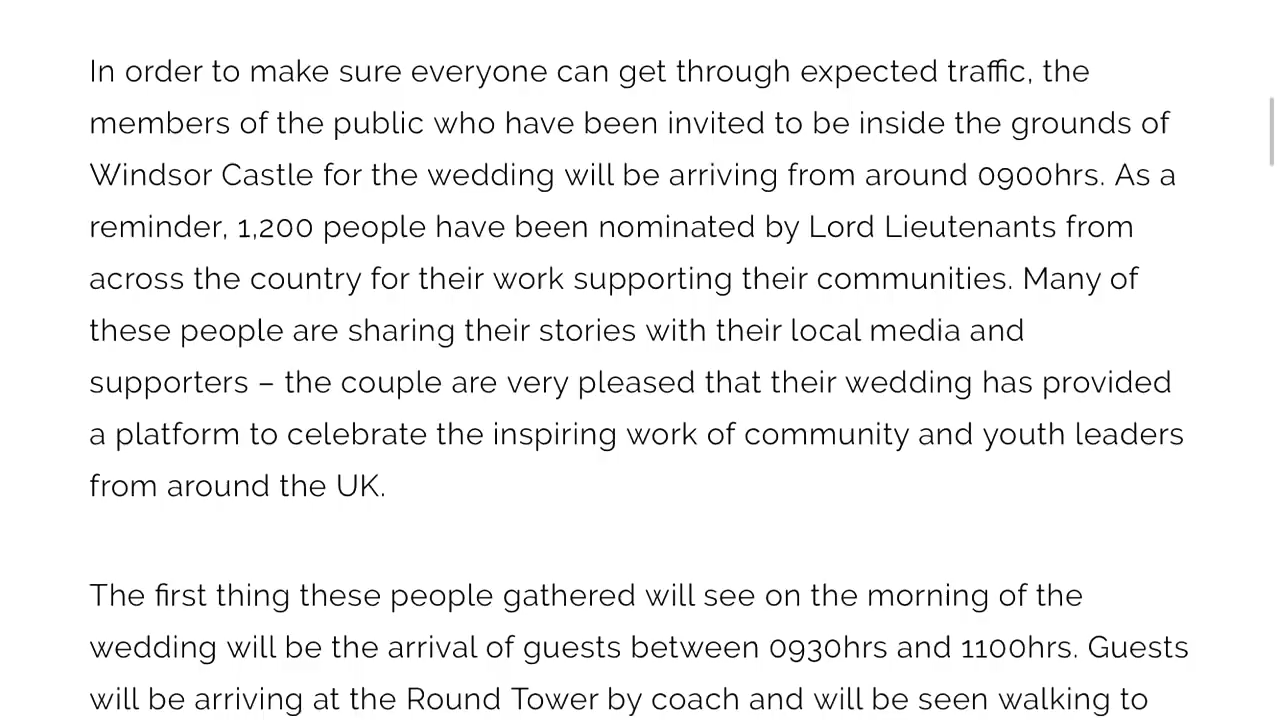 In order to make sure everyone can get through expected traffic, the
members of the public who have been invited to be inside the grounds of
Windsor Castle for the wedding will be arriving from around 0900hrs. As a
reminder, 1,200 people have been nominated by Lord Lieutenants from
across the country for their work supporting their communities. Many of
these people are sharing their stories with their local media and
supporters – the couple are very pleased that their wedding has provided
a platform to celebrate the inspiring work of community and youth leaders
from around the UK.
The first thing these people gathered will see on the morning of the
wedding will be the arrival of guests between 0930hrs and 1100hrs. Guests
will be arriving at the Round Tower by coach and will be seen walking to